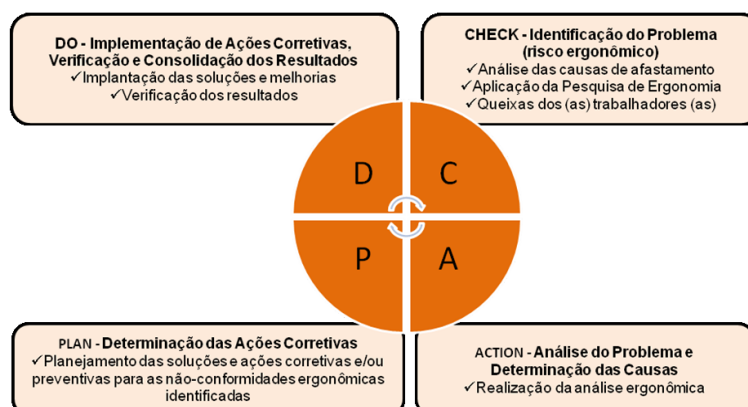 DO - Implementação de Ações Corretivas,
Verificação e Consolidação dos Resultados
✓Implantação das soluções e melhorias
✓Verificação dos resultados
CHECK - Identificação do Problema
(risco ergonômico)
✓Análise das causas de afastamento
✓Aplicação da Pesquisa de Ergonomia
✓Queixas dos (as) trabalhadores (as)
D
C
P
A
PLAN - Determinação das Ações Corretivas
✓Planejamento das soluções e ações corretivas e/ou
preventivas para as não-conformidades ergonômicas
identificadas
ACTION - Análise do Problema e
Determinação das Causas
✓Realização da análise ergonômica